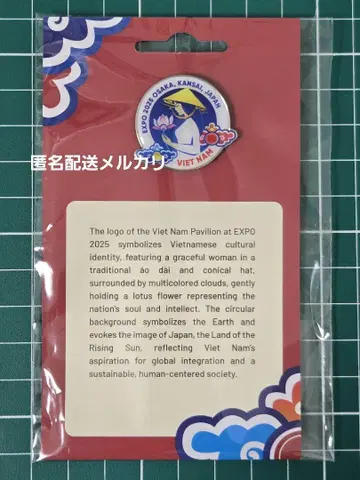 EXPO 2025 OSAKA, KANSAI, JAPAN
VIET NAM
匿名配送メルカリ
The logo of the Viet Nam Pavilion at EXPO
2025 symbolizes Vietnamese cultural
identity, featuring a graceful woman in a
traditional áo dài and conical hat,
surrounded by multicolored clouds, gently
holding a lotus flower representing the
nation's soul and intellect. The circular
background symbolizes the Earth and
evokes the image of Japan, the Land of the
Rising Sun, reflecting Viet Nam's
aspiration for global integration and a
sustainable, human-centered society.